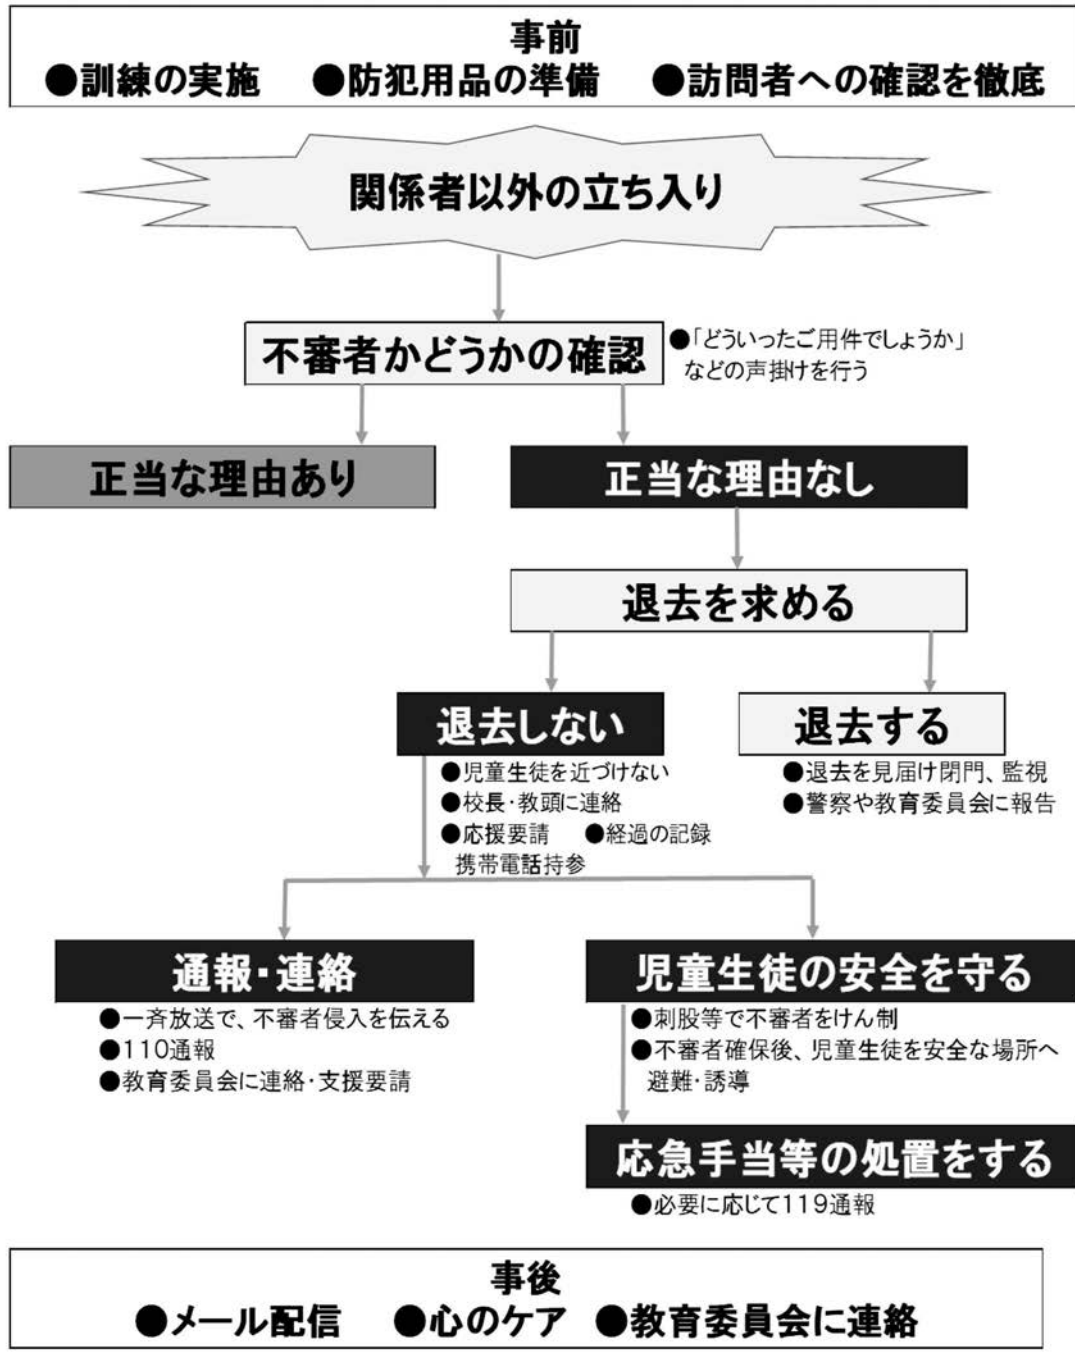 事前
●訓練の実施 ●防犯用品の準備 ●訪問者への確認を徹底
関係者以外の立ち入り
不審者かどうかの確認
●「どういったご用件でしょうか」
などの声掛けを行う
正当な理由あり
正当な理由なし
退去を求める
退去しない
●児童生徒を近づけない
●校長・教頭に連絡
●応援要請 ●経過の記録
携帯電話持参
退去する
●退去を見届け閉門、監視
●警察や教育委員会に報告
通報・連絡
●一斉放送で、不審者侵入を伝える
●110通報
●教育委員会に連絡・支援要請
児童生徒の安全を守る
●刺股等で不審者をけん制
●不審者確保後、児童生徒を安全な場所へ
避難・誘導
応急手当等の処置をする
●必要に応じて119通報
事後
●メール配信 ●心のケア ●教育委員会に連絡